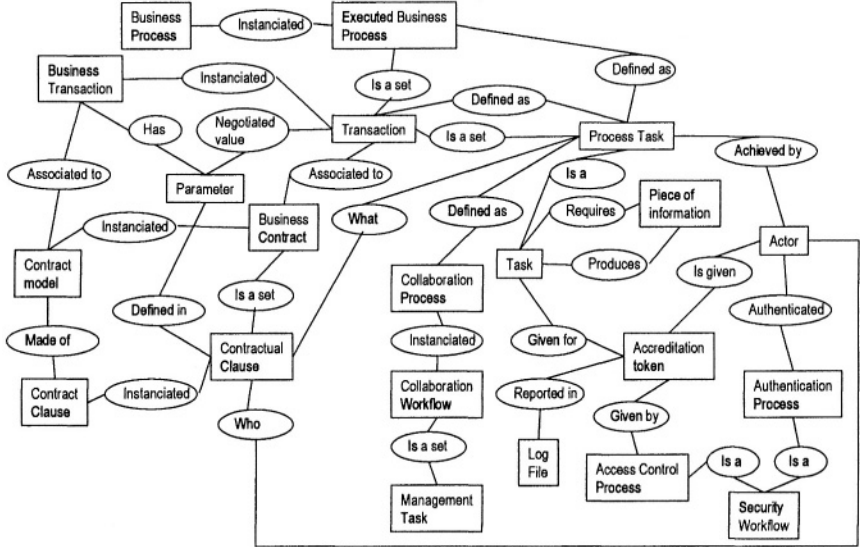 Business
Process
Instanciated
Executed Business
Process
Business
Transaction
Instanciated
Is a set
Defined as
Defined as
Has
Negotiated
value
Transaction
Is a set
Process Task
Achieved by
Associated to
Parameter
Associated to
Is a
What
Defined as
Requires
Piece of
information
Instanciated
Business
Contract
Actor
Contract
model
Task
Produces
Is given
Collaboration
Process
Is a set
Defined in
Authenticated
Made of
Contractual
Clause
Instanciated
Given for
Accreditation
token
Contract
Clause
Instanciated
Collaboration
Workflow
Reported in
Authentication
Process
Who
Given by
Is a set
Log
File
Access Control
Process
Is a
Is a
Management
Task
Security
Workflow